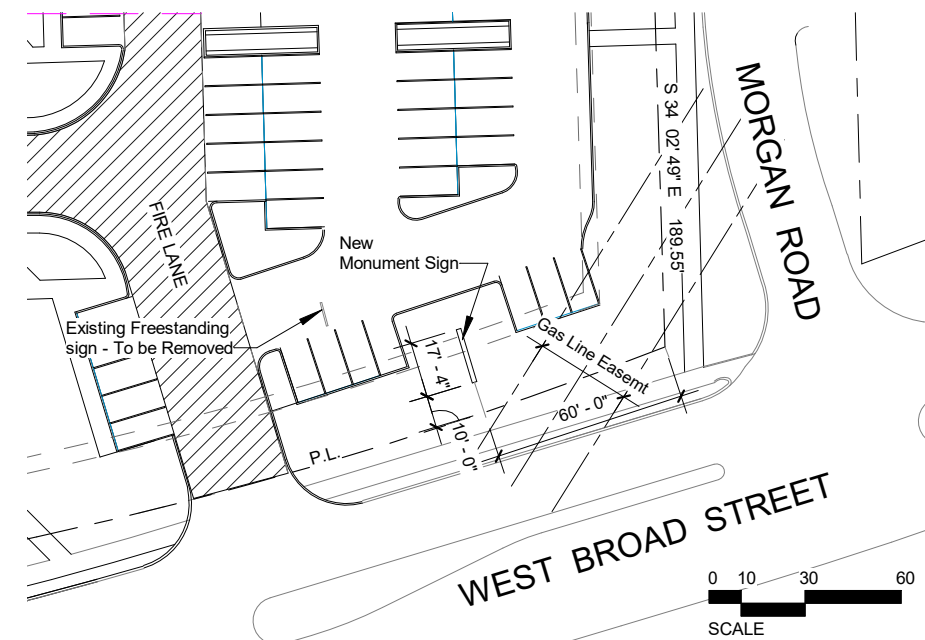 MORGAN ROAD
S 34 02' 49" E 189.55'
FIRE LANE
New
Monument Sign
Existing Freestanding
sign - To be Removed
17' - 4"
Gas Line Easemt
60' - 0"
10' - 0"
P.L.
WEST BROAD STREET
0 10 30 60
SCALE